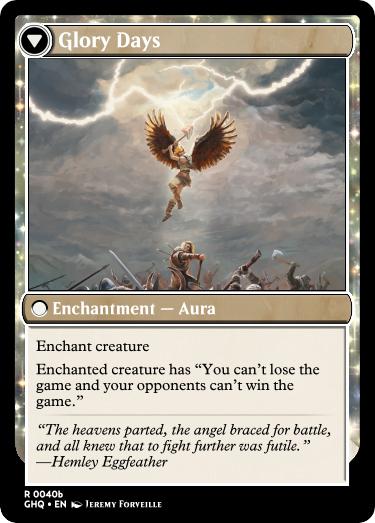 Glory Days
Enchantment — Aura
Enchant creature
Enchanted creature has “You can’t lose the
game and your opponents can’t win the
game.”
“The heavens parted, the angel braced for battle,
and all knew that to fight further was futile.”
—Hemley Eggfeather
R 0040b
GHQ • EN Jeremy Forveille